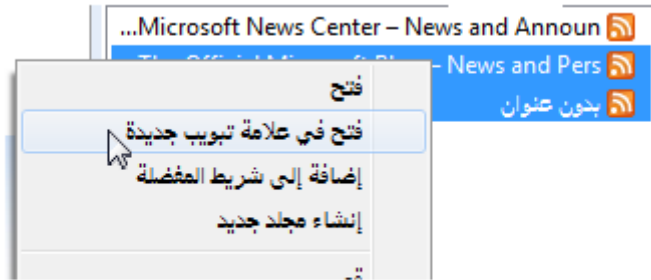 Microsoft News Center – News and Announ...
– News and Pers
بدون عنوان
فتح
فتح في علامة تبويب جديدة
إضافة إلى شريط المفضلة
إنشاء مجلد جديد